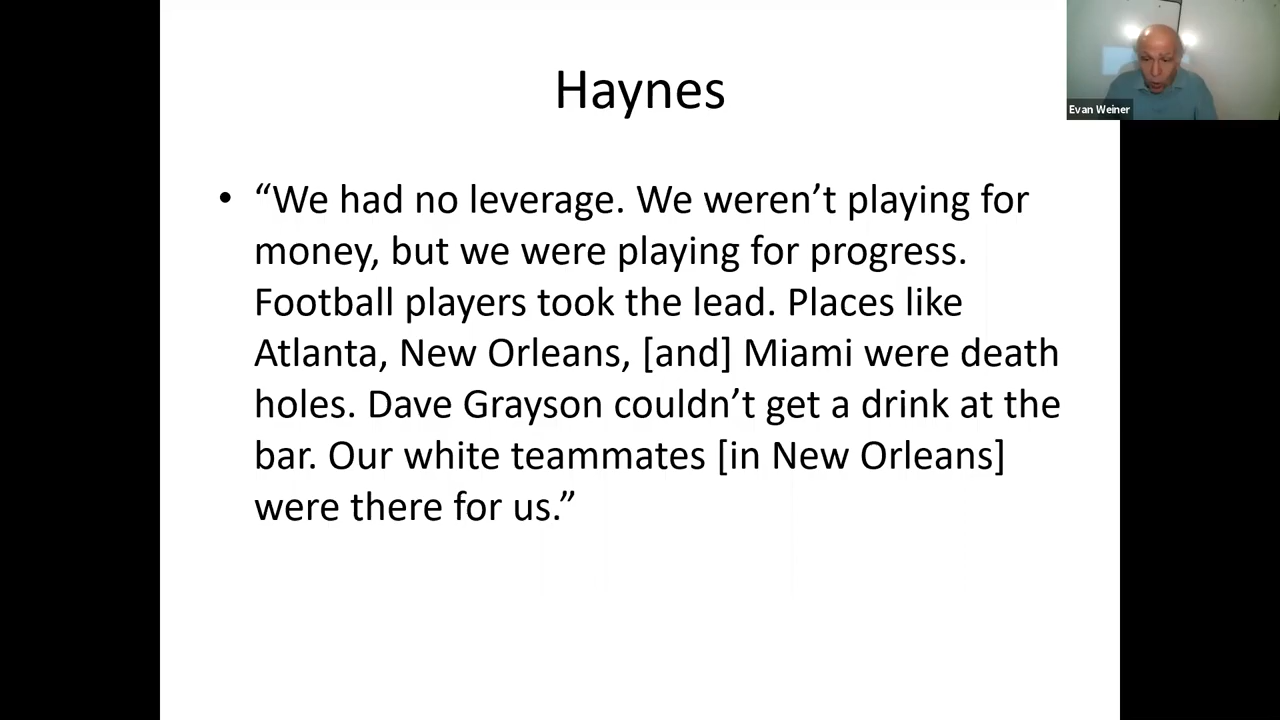 Haynes
Evan Weiner
• “We had no leverage. We weren’t playing for
money, but we were playing for progress.
Football players took the lead. Places like
Atlanta, New Orleans, [and] Miami were death
holes. Dave Grayson couldn’t get a drink at the
bar. Our white teammates [in New Orleans]
were there for us.”